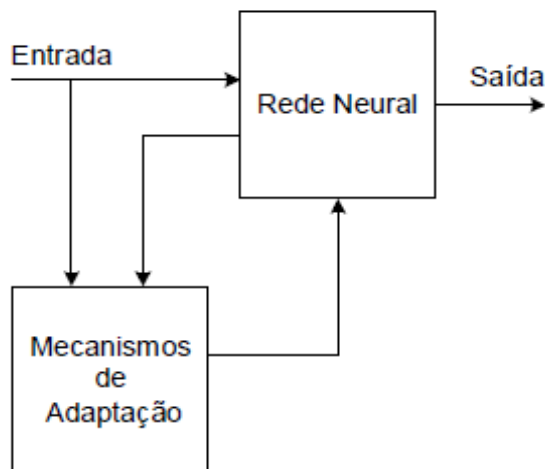 Entrada
Saída
Rede Neural
Mecanismos
de
Adaptação